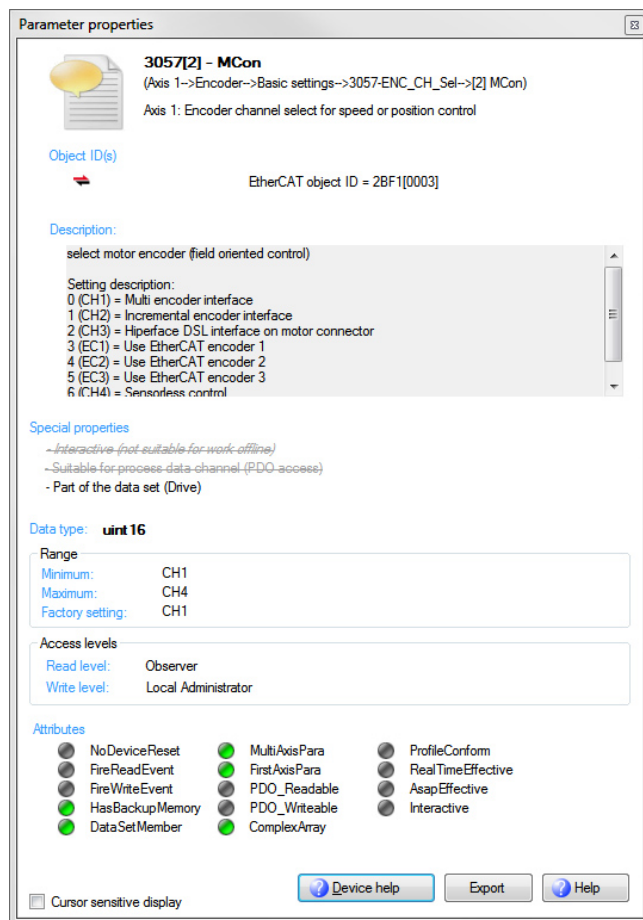 Parameter properties
3057[2] - MCon
(Axis 1-->Encoder-->Basic settings-->3057-ENC_CH_Sel-->[2] MCon)
Axis 1: Encoder channel select for speed or position control
Object ID(s)
EtherCAT object ID = 2BF1[0003]
Description:
select motor encoder (field oriented control)
Setting description:
0 (CH1) = Multi encoder interface
1 (CH2) = Incremental encoder interface
2 (CH3) = Hiperface DSL interface on motor connector
3 (EC1) = Use EtherCAT encoder 1
4 (EC2) = Use EtherCAT encoder 2
5 (EC3) = Use EtherCAT encoder 3
6 (CH4) = Sensorless control
Special properties
- Interactive (not suitable for work offline)
- Suitable for process data channel (PDO access)
- Part of the data set (Drive)
Data type: uint16
Range
Minimum: CH1
Maximum: CH4
Factory setting: CH1
Access levels
Read level: Observer
Write level: Local Administrator
Attributes
NoDeviceReset MultiAxisPara ProfileConform
FireReadEvent FirstAxisPara RealTimeEffective
FireWriteEvent PDO_Readable AsapEffective
HasBackupMemory PDO_Writeable Interactive
DataSetMember ComplexArray
Cursor sensitive display Device help Export Help